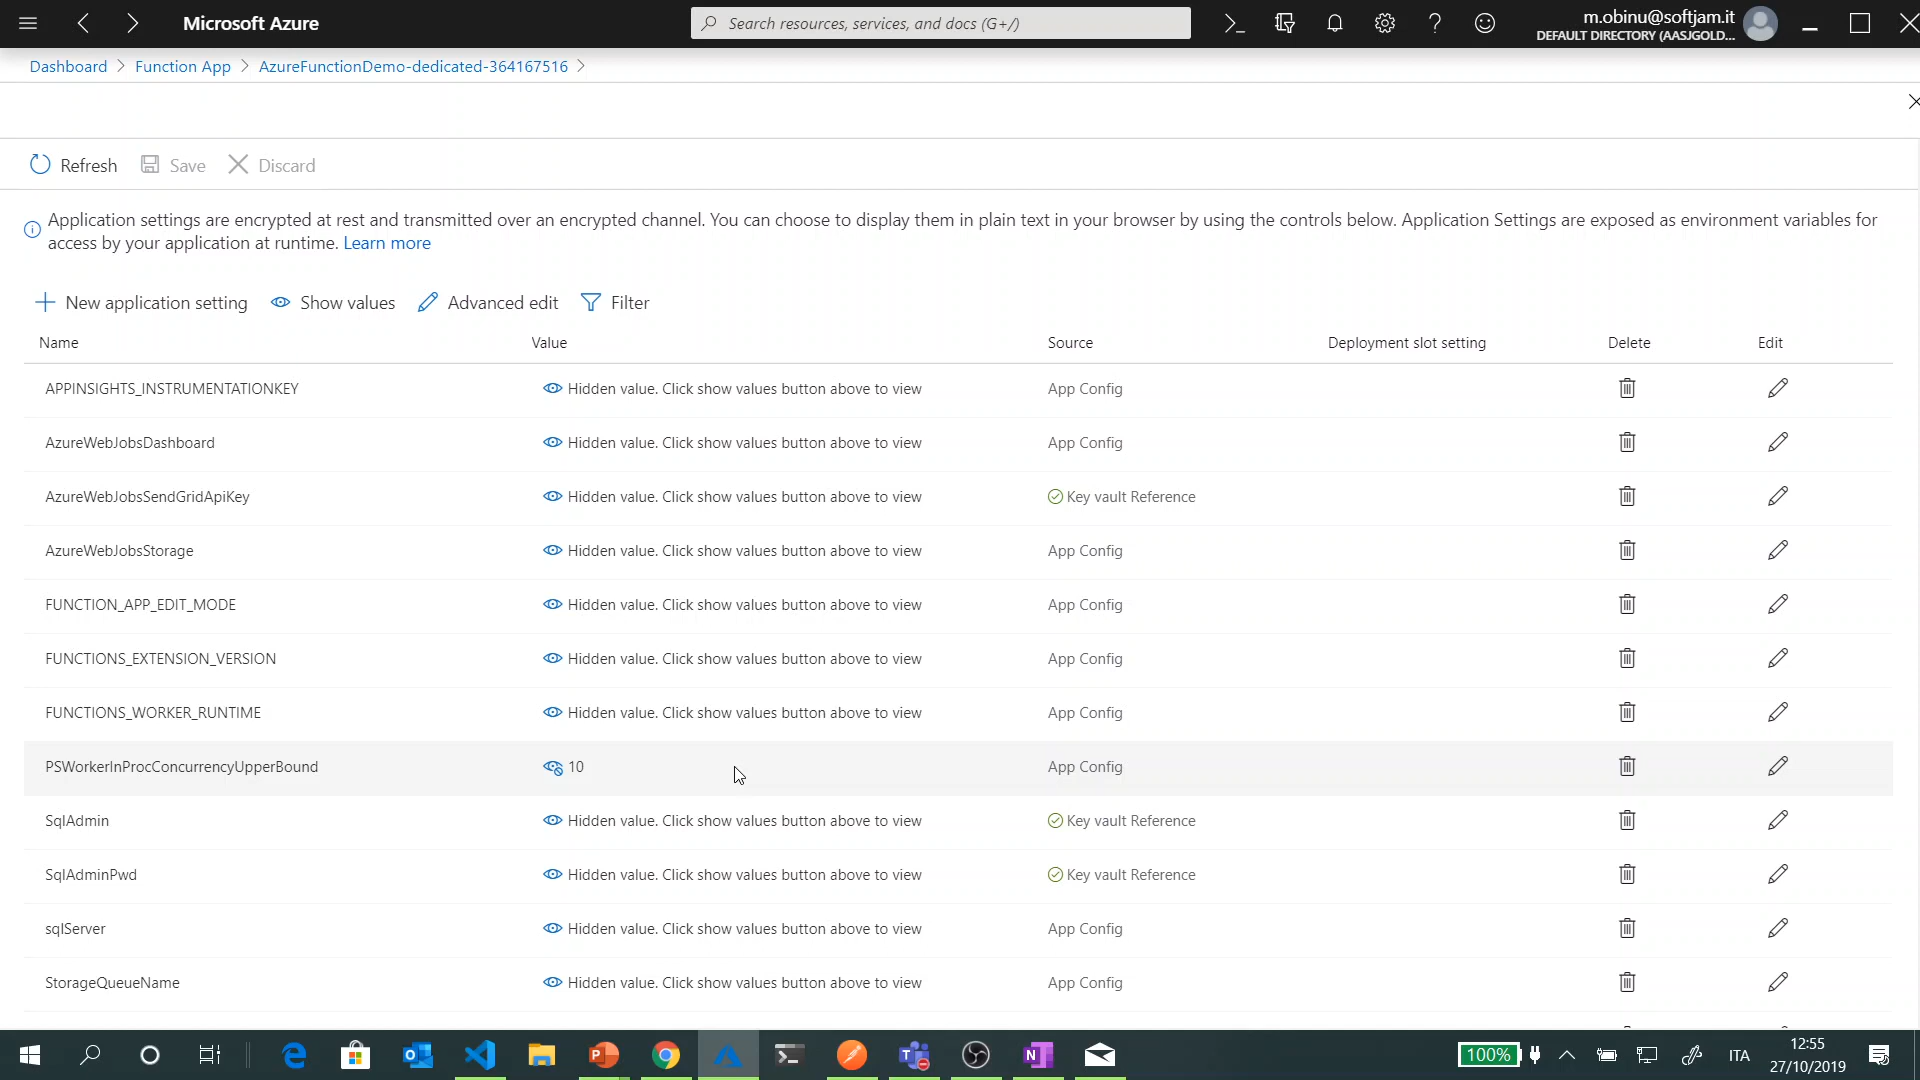 Microsoft Azure
Search resources, services, and docs (G+/)
m.obinu@softjam.it
DEFAULT DIRECTORY (AASJGOLD...
Dashboard > Function App > AzureFunctionDemo-dedicated-364167516 >
Refresh Save Discard
Application settings are encrypted at rest and transmitted over an encrypted channel. You can choose to display them in plain text in your browser by using the controls below. Application Settings are exposed as environment variables for
access by your application at runtime. Learn more
New application setting Show values Advanced edit Filter
Name Value Source Deployment slot setting Delete Edit
APPINSIGHTS_INSTRUMENTATIONKEY Hidden value. Click show values button above to view App Config
AzureWebJobsDashboard Hidden value. Click show values button above to view App Config
AzureWebJobsSendGridApiKey Hidden value. Click show values button above to view Key vault Reference
AzureWebJobsStorage Hidden value. Click show values button above to view App Config
FUNCTION_APP_EDIT_MODE Hidden value. Click show values button above to view App Config
FUNCTIONS_EXTENSION_VERSION Hidden value. Click show values button above to view App Config
FUNCTIONS_WORKER_RUNTIME Hidden value. Click show values button above to view App Config
PSWorkerInProcConcurrencyUpperBound 10 App Config
SqlAdmin Hidden value. Click show values button above to view Key vault Reference
SqlAdminPwd Hidden value. Click show values button above to view Key vault Reference
sqlServer Hidden value. Click show values button above to view App Config
StorageQueueName Hidden value. Click show values button above to view App Config
100% ITA 12:55
27/10/2019